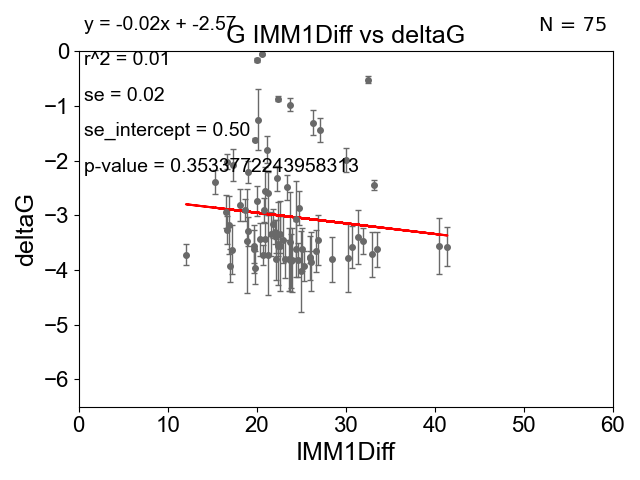 y = -0.02x + -2.57
N = 75
G IMM1Diff vs deltaG
r^2 = 0.01
se = 0.02
se_intercept = 0.50
p-value = 0.3533772243958313
deltaG
0
−1
−2
−3
−4
−5
−6
0 10 20 30 40 50 60
IMM1Diff